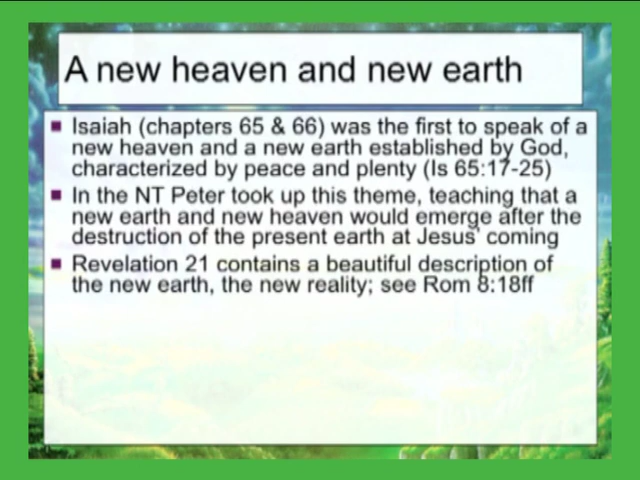 A new heaven and new earth
Isaiah (chapters 65 & 66) was the first to speak of a
new heaven and a new earth established by God,
characterized by peace and plenty (Is 65:17-25)
In the NT Peter took up this theme, teaching that a
new earth and new heaven would emerge after the
destruction of the present earth at Jesus' coming
Revelation 21 contains a beautiful description of
the new earth, the new reality; see Rom 8:18ff